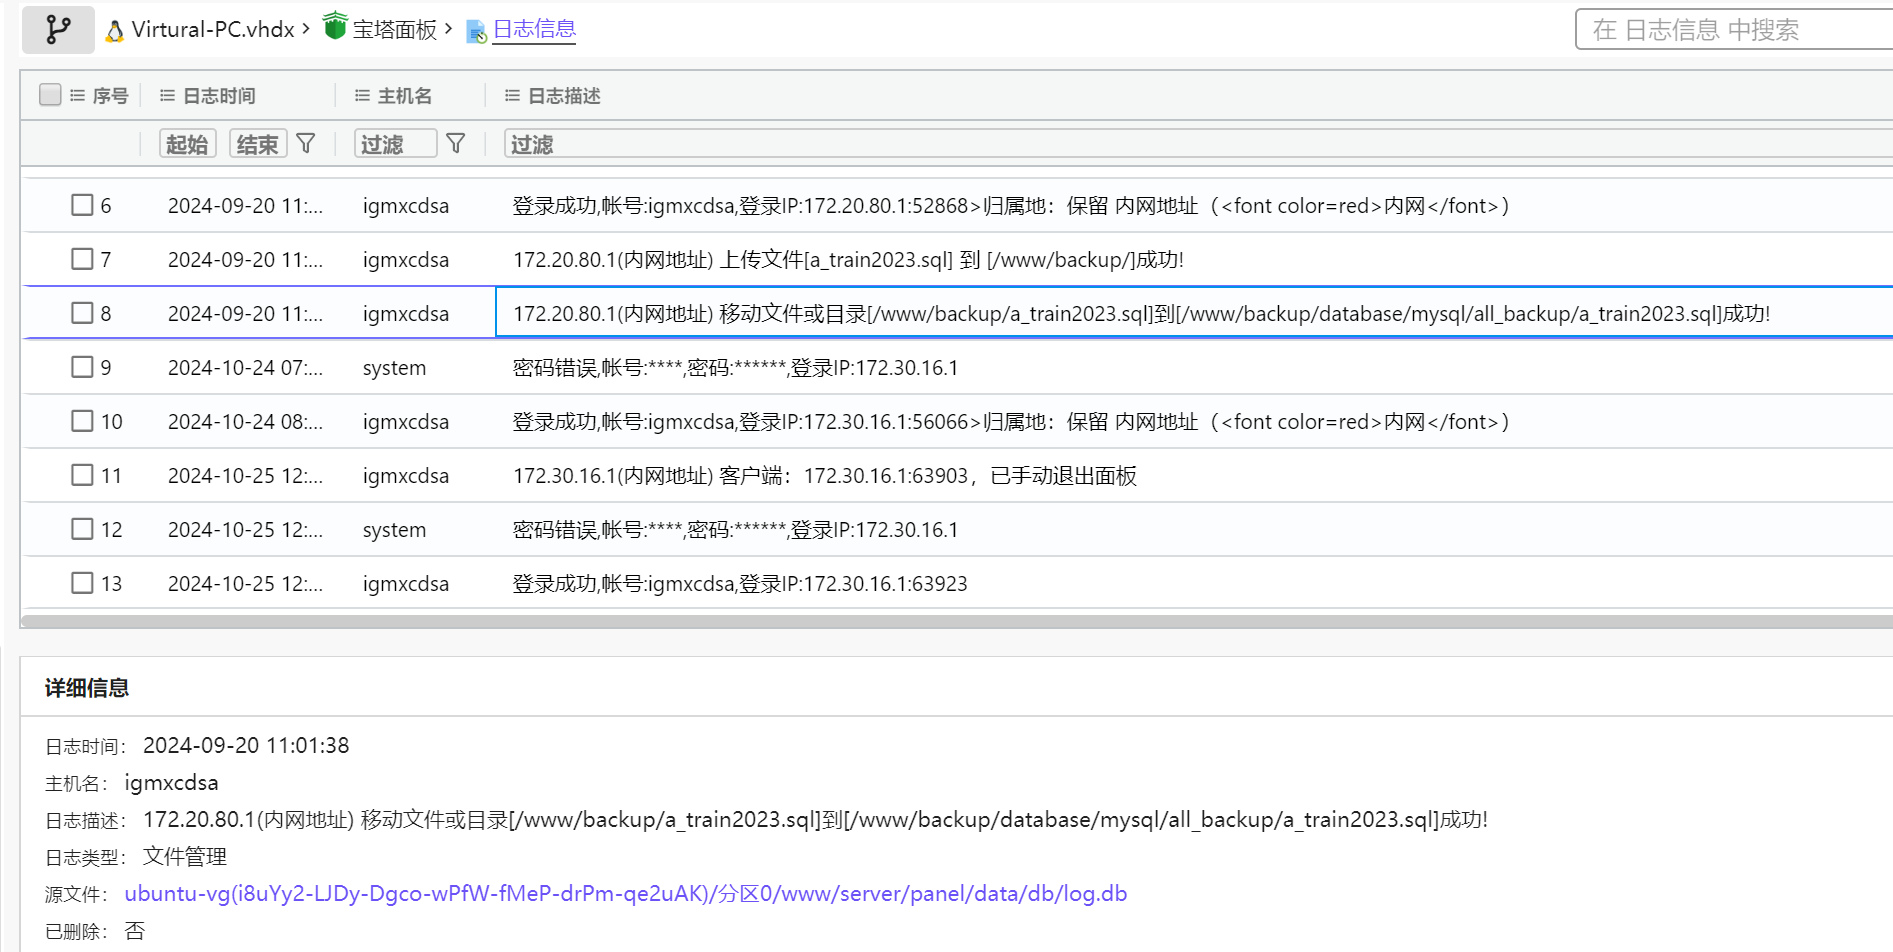 Virtural-PC.vhdx > 宝塔面板 > 日志信息 在 日志信息 中搜索
序号 日志时间 主机名 日志描述
起始 结束 过滤 过滤
6 2024-09-20 11:... igmxcdsa 登录成功,帐号:igmxcdsa,登录IP:172.20.80.1:52868>归属地：保留 内网地址（<font color=red>内网</font>）
7 2024-09-20 11:... igmxcdsa 172.20.80.1(内网地址) 上传文件[a_train2023.sql] 到 [/www/backup/]成功!
8 2024-09-20 11:... igmxcdsa 172.20.80.1(内网地址) 移动文件或目录[/www/backup/a_train2023.sql]到[/www/backup/database/mysql/all_backup/a_train2023.sql]成功!
9 2024-10-24 07:... system 密码错误,帐号:****,密码:******,登录IP:172.30.16.1
10 2024-10-24 08:... igmxcdsa 登录成功,帐号:igmxcdsa,登录IP:172.30.16.1:56066>归属地：保留 内网地址（<font color=red>内网</font>）
11 2024-10-25 12:... igmxcdsa 172.30.16.1(内网地址) 客户端：172.30.16.1:63903，已手动退出面板
12 2024-10-25 12:... system 密码错误,帐号:****,密码:******,登录IP:172.30.16.1
13 2024-10-25 12:... igmxcdsa 登录成功,帐号:igmxcdsa,登录IP:172.30.16.1:63923
详细信息
日志时间： 2024-09-20 11:01:38
主机名： igmxcdsa
日志描述： 172.20.80.1(内网地址) 移动文件或目录[/www/backup/a_train2023.sql]到[/www/backup/database/mysql/all_backup/a_train2023.sql]成功!
日志类型： 文件管理
源文件： ubuntu-vg(i8uYy2-LJDy-Dgco-wPfW-fMeP-drPm-qe2uAK)/分区0/www/server/panel/data/db/log.db
已删除： 否